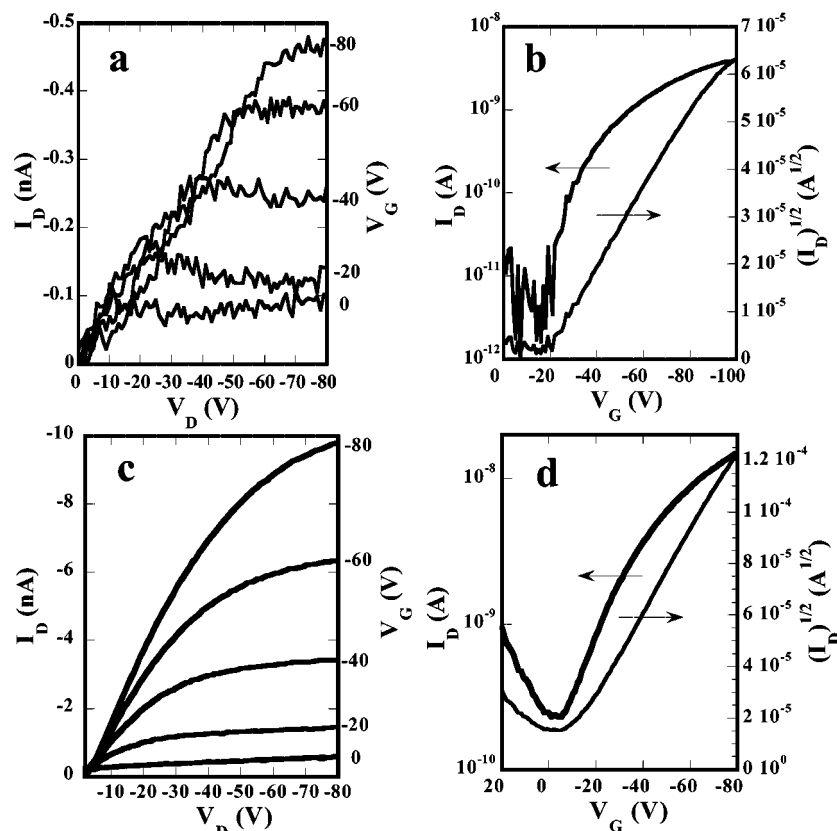 a
-0.5
-0.4
-0.3
-0.2
-0.1
0
I_D (nA)
0 -10 -20 -30 -40 -50 -60 -70 -80
V_D (V)
-80
-60
-40
-20
0
V_G (V)
b
10^-8
10^-9
10^-10
10^-11
10^-12
I_D (A)
0 -20 -40 -60 -80 -100
V_G (V)
7 10^-5
6 10^-5
5 10^-5
4 10^-5
3 10^-5
2 10^-5
1 10^-5
0
(I_D)^1/2 (A^1/2)
c
-10
-8
-6
-4
-2
0
I_D (nA)
-10 -20 -30 -40 -50 -60 -70 -80
V_D (V)
-80
-60
-40
-20
0
V_G (V)
d
10^-8
10^-9
10^-10
I_D (A)
20 0 -20 -40 -60 -80
V_G (V)
1.2 10^-4
1 10^-4
8 10^-5
6 10^-5
4 10^-5
2 10^-5
0 10^0
(I_D)^1/2 (A^1/2)